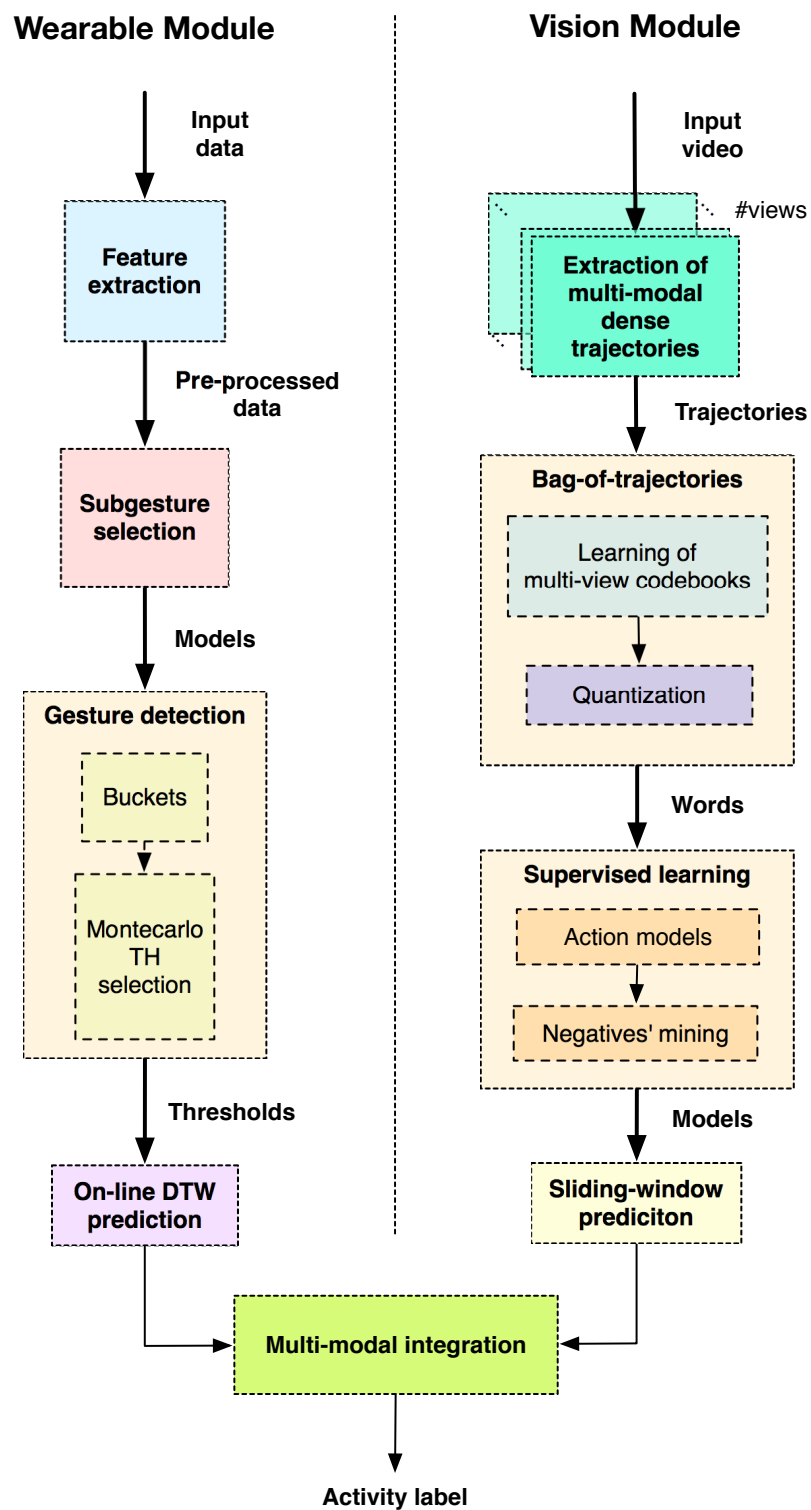 Wearable Module
Input
data
Feature
extraction
Pre-processed
data
Subgesture
selection
Models
Gesture detection
Buckets
Montecarlo
TH
selection
Thresholds
On-line DTW
prediction
Vision Module
Input
video
#views
Extraction of
multi-modal
dense
trajectories
Trajectories
Bag-of-trajectories
Learning of
multi-view codebooks
Quantization
Words
Supervised learning
Action models
Negatives' mining
Models
Sliding-window
prediciton
Multi-modal integration
Activity label